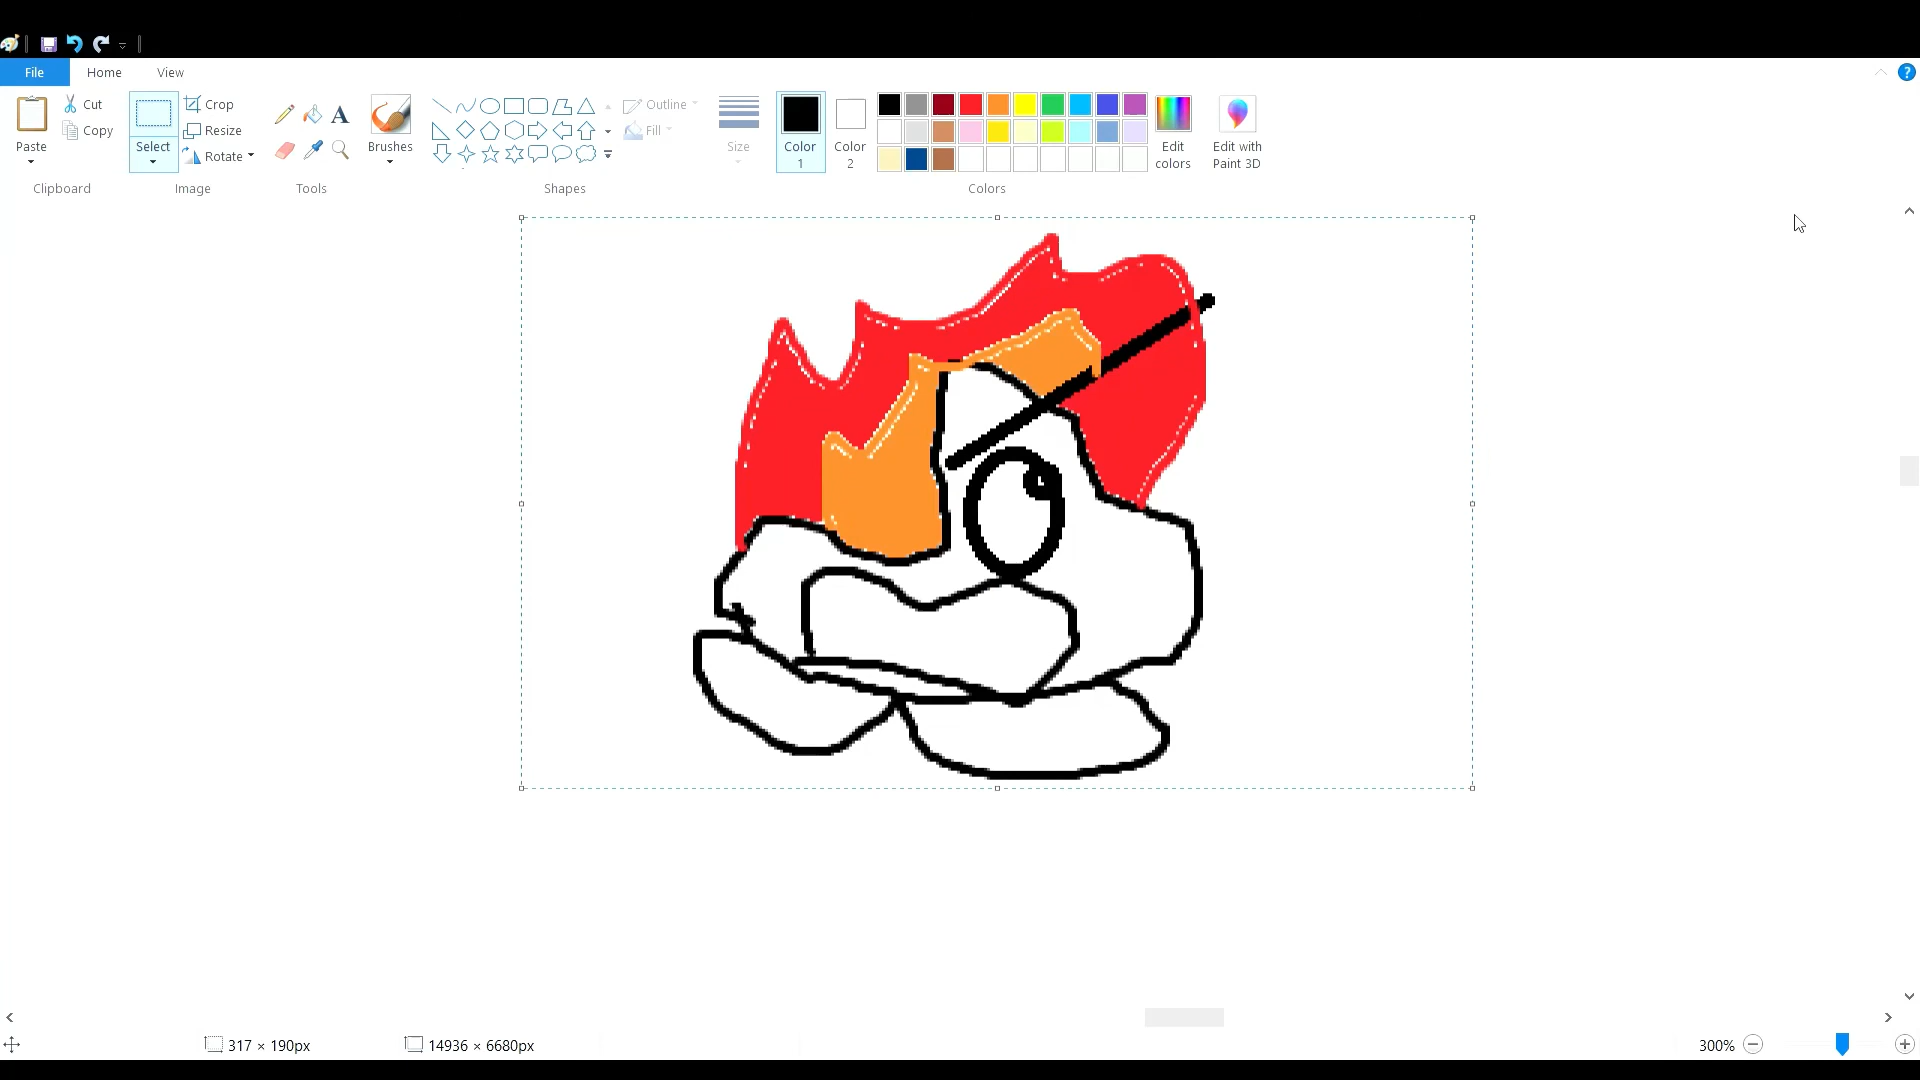 File Home View
Paste
Cut
Copy
Clipboard
Select
Crop
Resize
Rotate
Image
A
Tools
Brushes
Shapes
Outline
Fill
Size
Color
1
Color
2
Colors
Edit
colors
Edit with
Paint 3D
?
317 × 190px
14936 × 6680px
300%